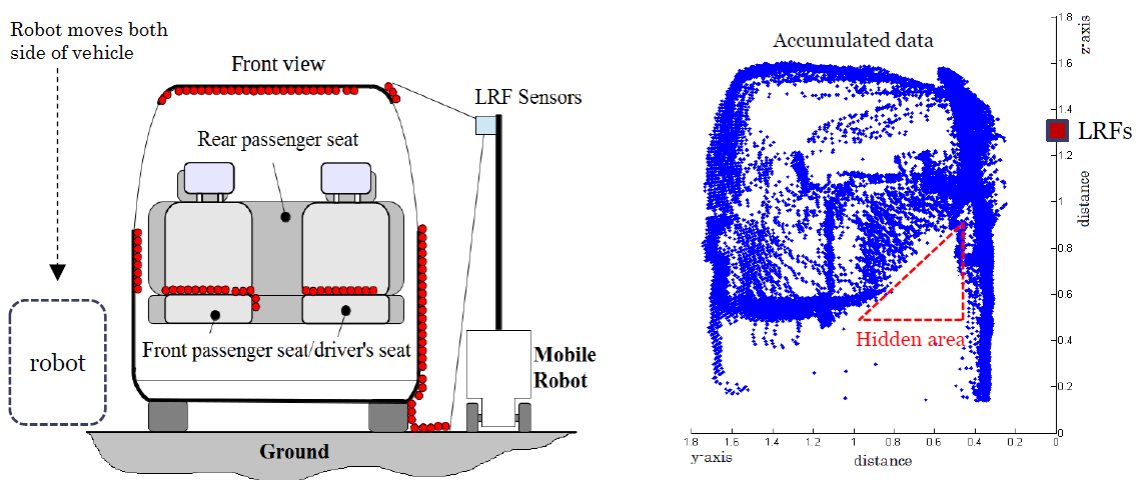 Robot moves both
side of vehicle
Front view
LRF Sensors
Rear passenger seat
Front passenger seat/driver's seat
robot
Mobile
Robot
Ground
Accumulated data
1.8
z-axis
1.6
1.4
LRFs
1.2
distance
1
0.8
0.6
Hidden area
0.4
0.2
0
1.8
1.6
1.4
1.2
1
0.8
0.6
0.4
0.2
0
y-axis
distance